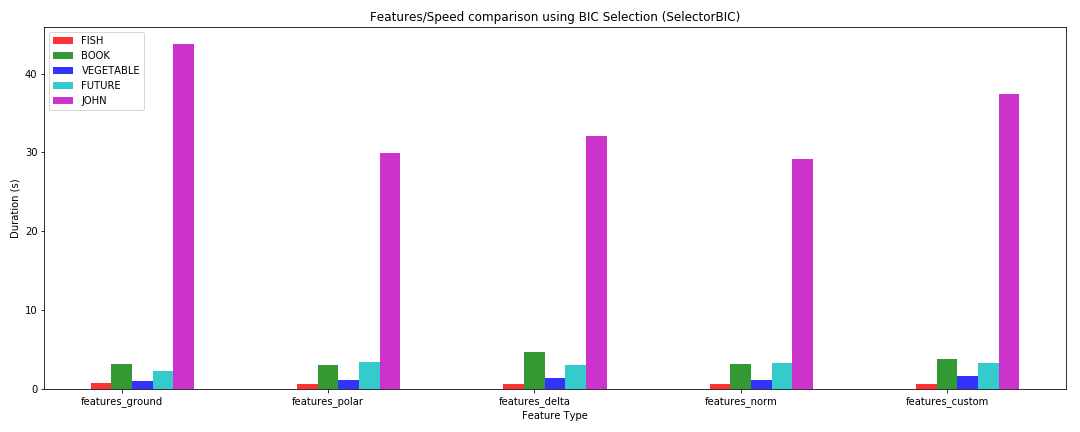 Features/Speed comparison using BIC Selection (SelectorBIC)
FISH
BOOK
VEGETABLE
FUTURE
JOHN
Duration (s)
40
30
20
10
0
features_ground features_polar features_delta features_norm features_custom
Feature Type